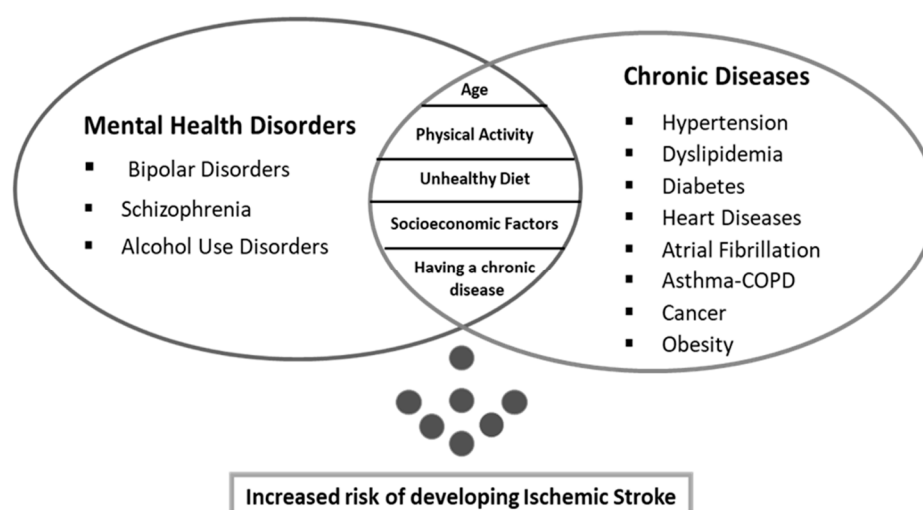 Mental Health Disorders
▪ Bipolar Disorders
▪ Schizophrenia
▪ Alcohol Use Disorders
Age
Physical Activity
Unhealthy Diet
Socioeconomic Factors
Having a chronic
disease
Chronic Diseases
▪ Hypertension
▪ Dyslipidemia
▪ Diabetes
▪ Heart Diseases
▪ Atrial Fibrillation
▪ Asthma-COPD
▪ Cancer
▪ Obesity
Increased risk of developing Ischemic Stroke